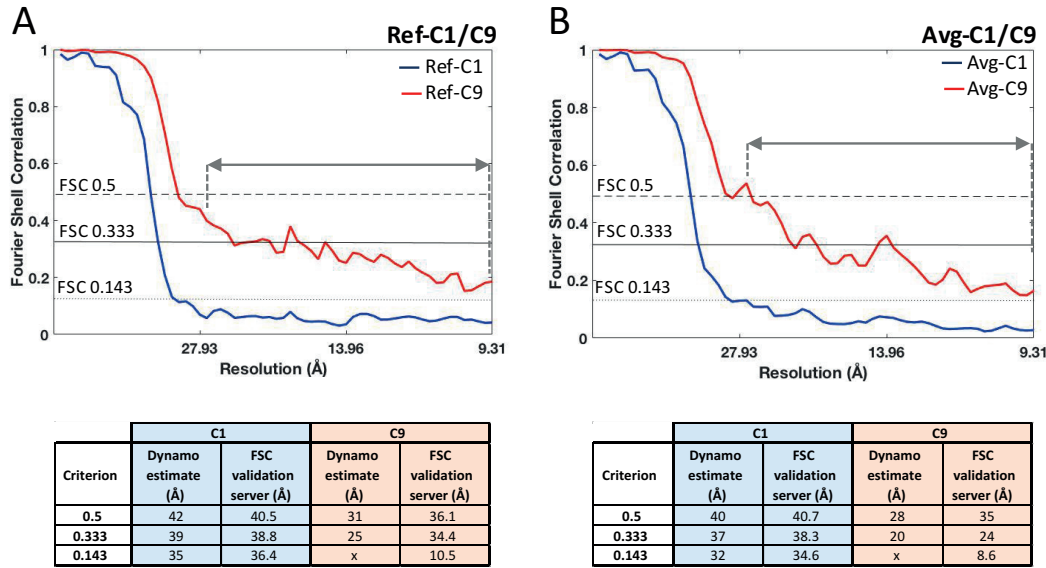 A
Ref-C1/C9
Ref-C1
Ref-C9
Fourier Shell Correlation
1
0.8
0.6
0.4
0.2
0
FSC 0.5
FSC 0.333
FSC 0.143
27.93
13.96
9.31
Resolution (Å)
C1
C9
Criterion
Dynamo estimate (Å)
FSC validation server (Å)
Dynamo estimate (Å)
FSC validation server (Å)
0.5 42 40.5 31 36.1
0.333 39 38.8 25 34.4
0.143 35 36.4 x 10.5
B
Avg-C1/C9
Avg-C1
Avg-C9
Fourier Shell Correlation
1
0.8
0.6
0.4
0.2
0
FSC 0.5
FSC 0.333
FSC 0.143
27.93
13.96
9.31
Resolution (Å)
C1
C9
Criterion
Dynamo estimate (Å)
FSC validation server (Å)
Dynamo estimate (Å)
FSC validation server (Å)
0.5 40 40.7 28 35
0.333 37 38.3 20 24
0.143 32 34.6 x 8.6